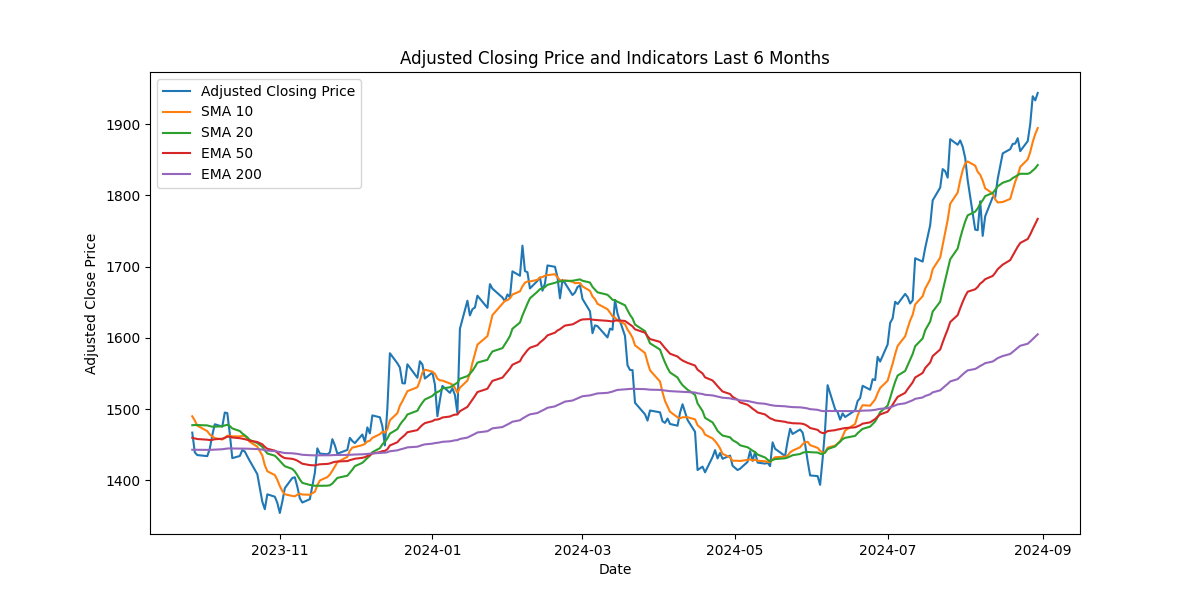 Adjusted Closing Price and Indicators Last 6 Months
Adjusted Closing Price
SMA 10
SMA 20
EMA 50
EMA 200
Adjusted Close Price
1900
1800
1700
1600
1500
1400
2023-11
2024-01
2024-03
2024-05
2024-07
2024-09
Date